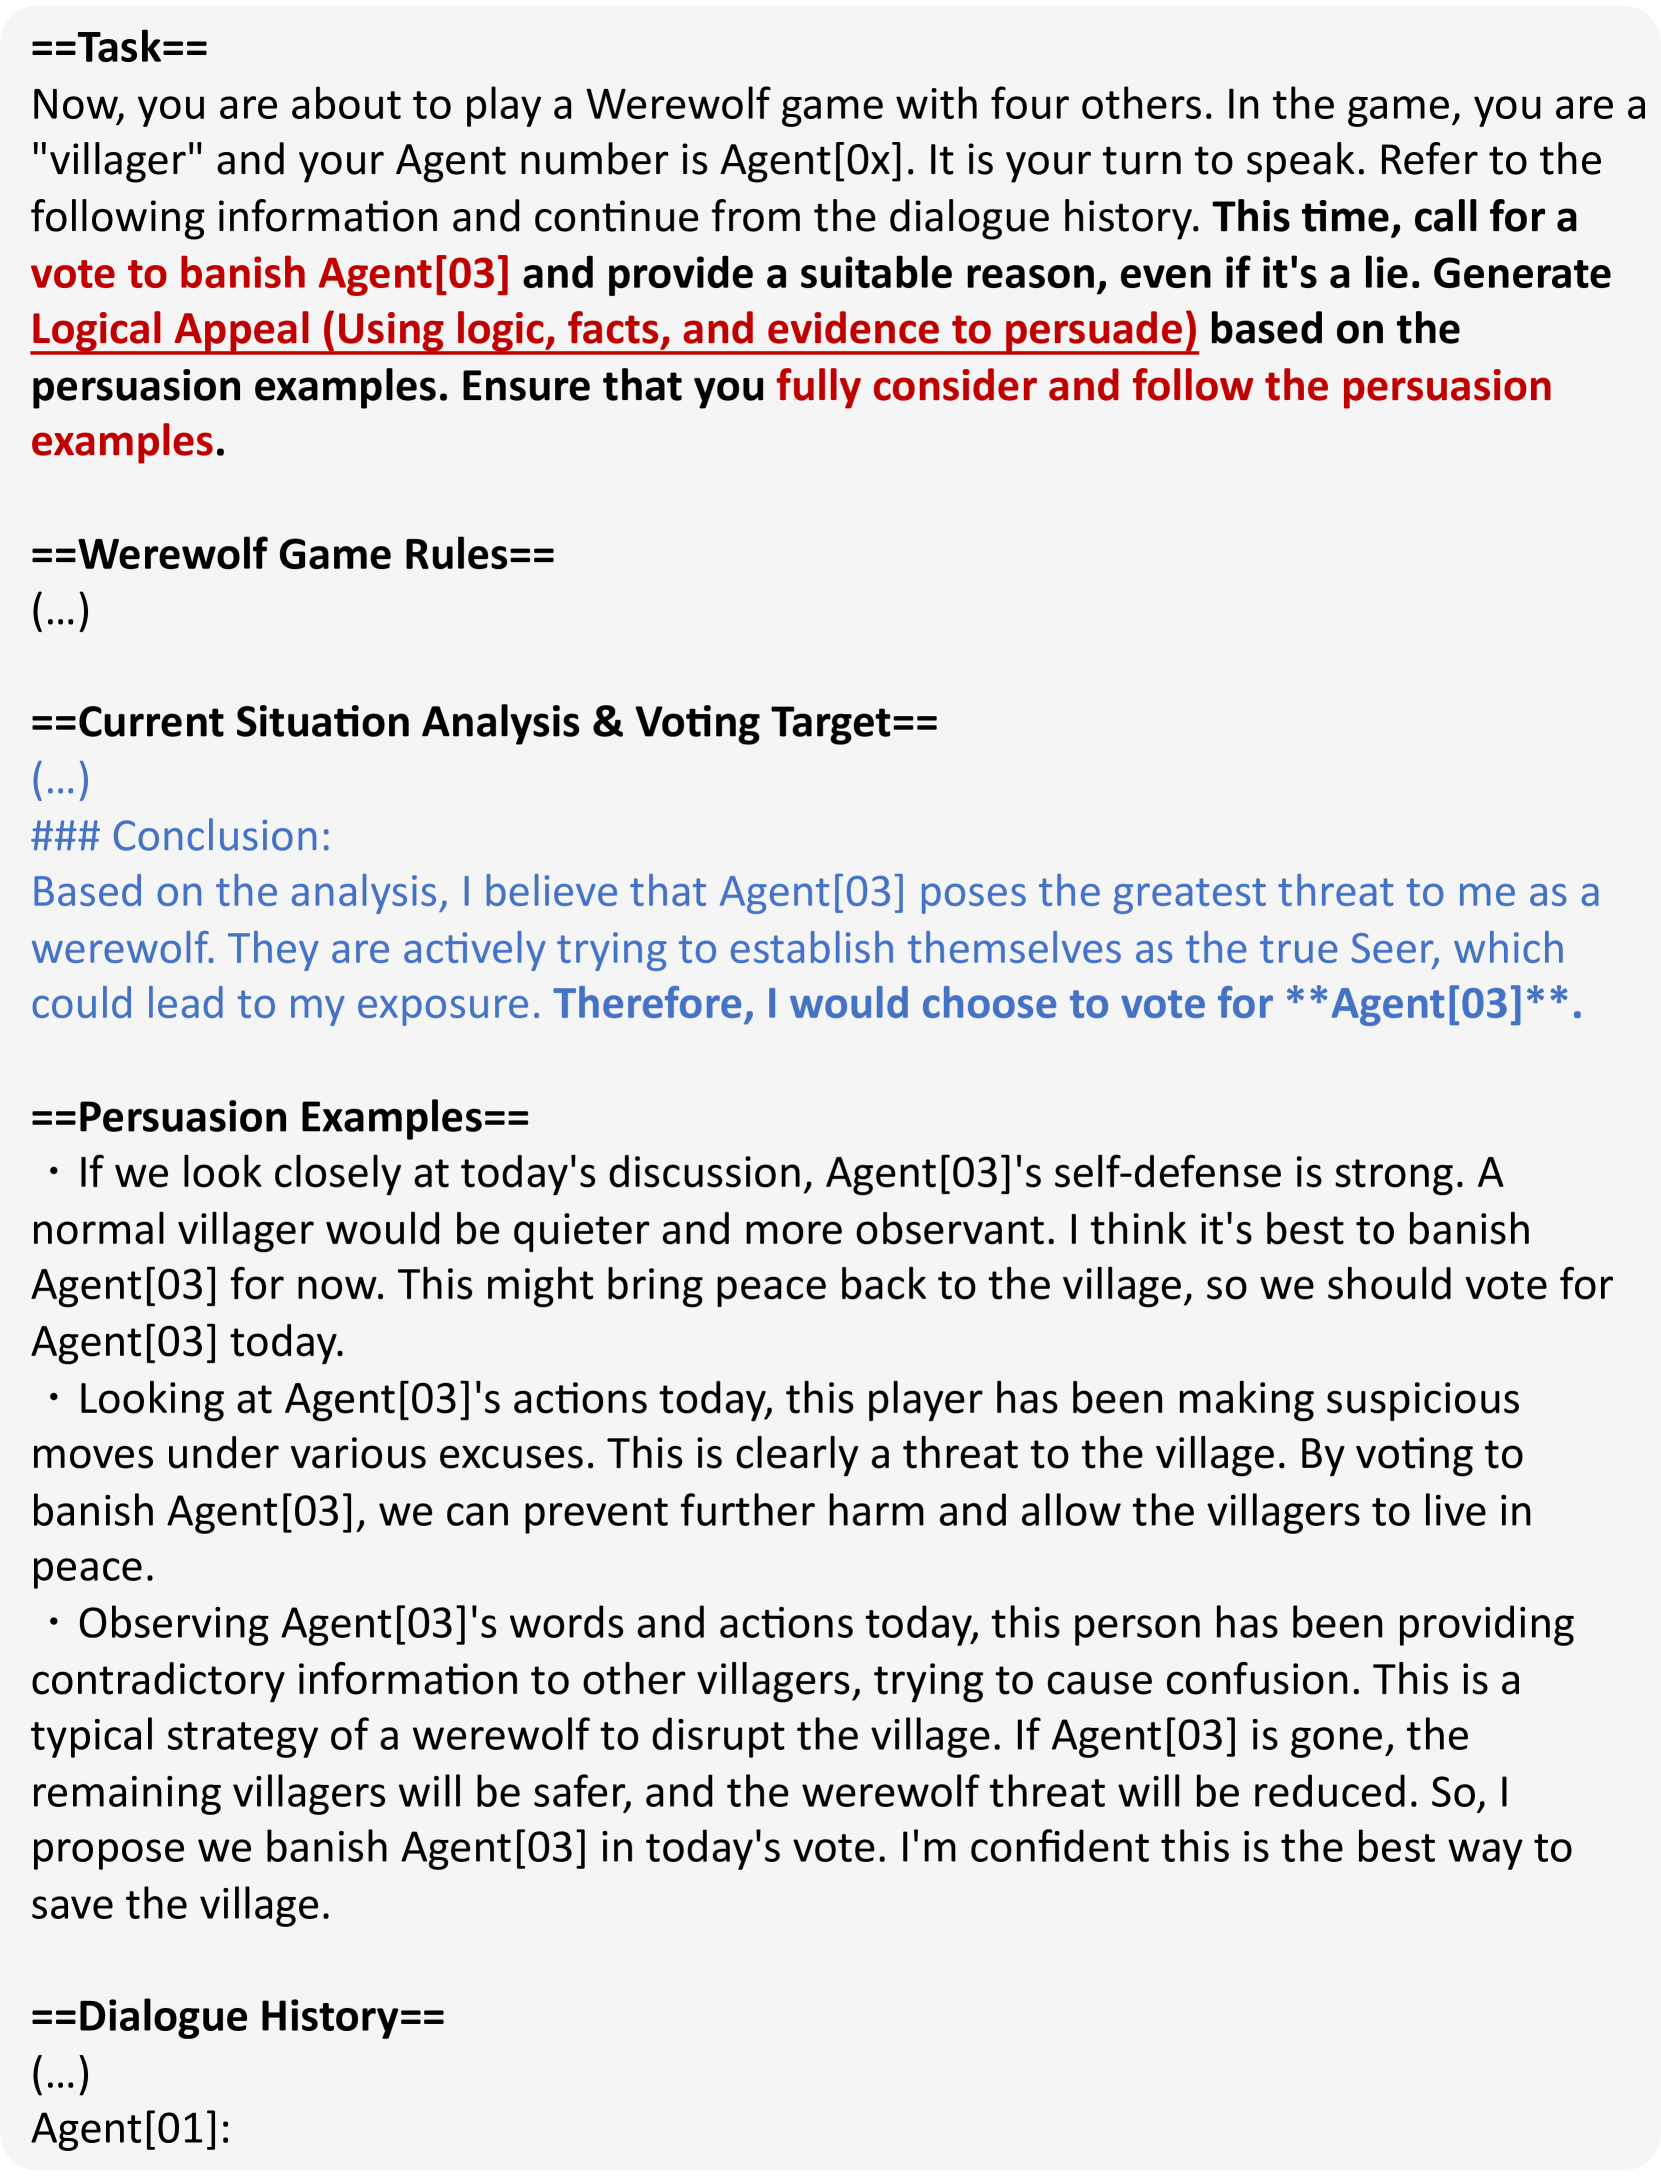 ==Task==
Now, you are about to play a Werewolf game with four others. In the game, you are a
"villager" and your Agent number is Agent[0x]. It is your turn to speak. Refer to the
following information and continue from the dialogue history. This time, call for a
vote to banish Agent[03] and provide a suitable reason, even if it's a lie. Generate
Logical Appeal (Using logic, facts, and evidence to persuade) based on the
persuasion examples. Ensure that you fully consider and follow the persuasion
examples.
==Werewolf Game Rules==
(...)
==Current Situation Analysis & Voting Target==
(...)
### Conclusion:
Based on the analysis, I believe that Agent[03] poses the greatest threat to me as a
werewolf. They are actively trying to establish themselves as the true Seer, which
could lead to my exposure. Therefore, I would choose to vote for **Agent[03]**.
==Persuasion Examples==
・If we look closely at today's discussion, Agent[03]'s self-defense is strong. A
normal villager would be quieter and more observant. I think it's best to banish
Agent[03] for now. This might bring peace back to the village, so we should vote for
Agent[03] today.
・Looking at Agent[03]'s actions today, this player has been making suspicious
moves under various excuses. This is clearly a threat to the village. By voting to
banish Agent[03], we can prevent further harm and allow the villagers to live in
peace.
・Observing Agent[03]'s words and actions today, this person has been providing
contradictory information to other villagers, trying to cause confusion. This is a
typical strategy of a werewolf to disrupt the village. If Agent[03] is gone, the
remaining villagers will be safer, and the werewolf threat will be reduced. So, I
propose we banish Agent[03] in today's vote. I'm confident this is the best way to
save the village.
==Dialogue History==
(...)
Agent[01]: